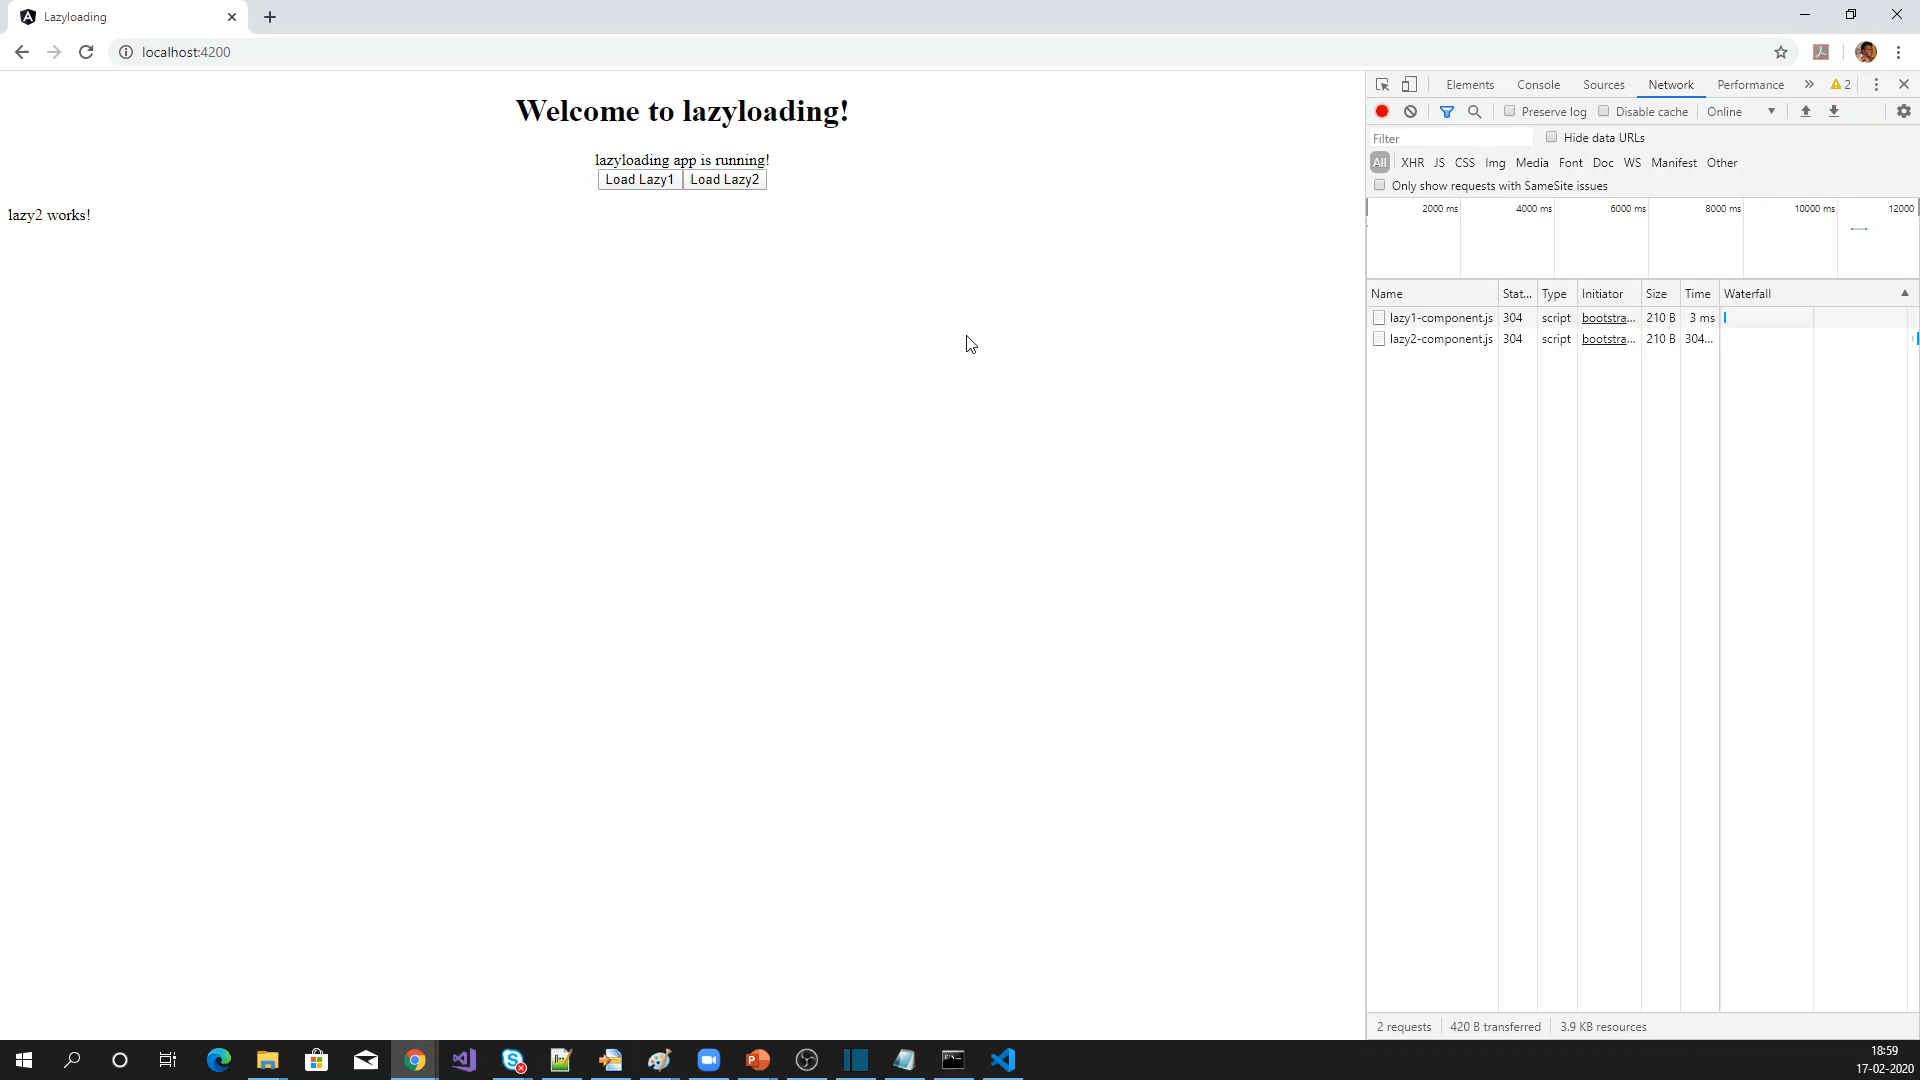 Lazyloading
localhost:4200
Welcome to lazyloading!
lazyloading app is running!
Load Lazy1 Load Lazy2
lazy2 works!
Elements Console Sources Network Performance 2
Preserve log Disable cache Online
Filter Hide data URLs
All XHR JS CSS Img Media Font Doc WS Manifest Other
Only show requests with SameSite issues
2000 ms 4000 ms 6000 ms 8000 ms 10000 ms 12000
Name Stat... Type Initiator Size Time Waterfall
lazy1-component.js 304 script bootstra... 210 B 3 ms
lazy2-component.js 304 script bootstra... 210 B 304...
2 requests 420 B transferred 3.9 KB resources
18:59
17-02-2020